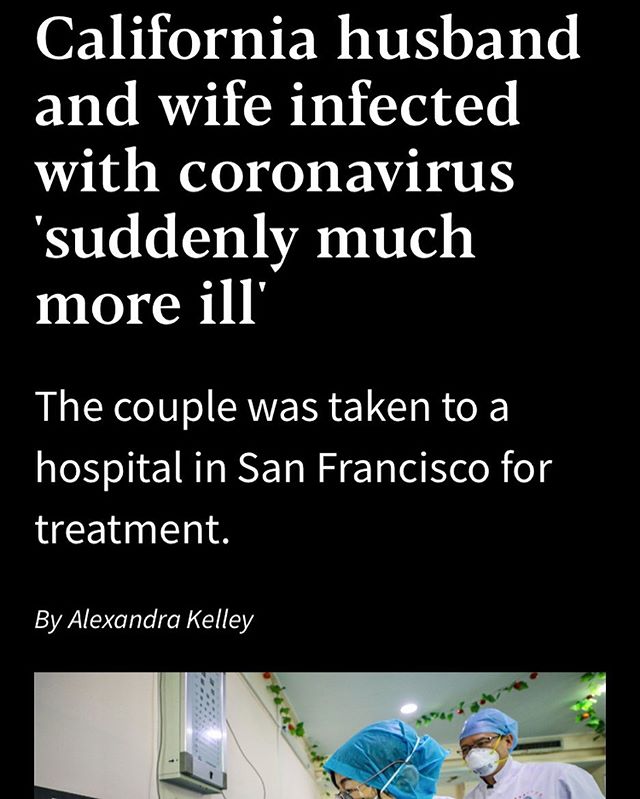 California husband
and wife infected
with coronavirus
'suddenly much
more ill'
The couple was taken to a
hospital in San Francisco for
treatment.
By Alexandra Kelley